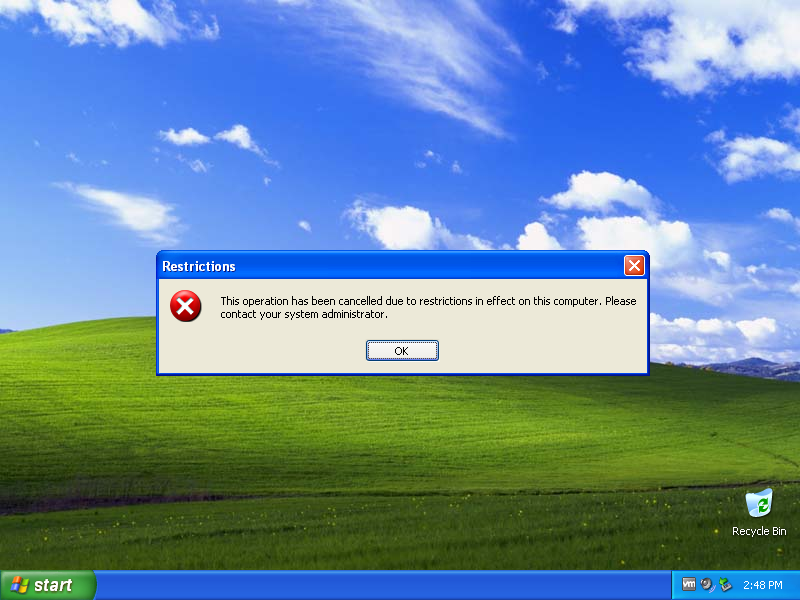 Restrictions
This operation has been cancelled due to restrictions in effect on this computer. Please
contact your system administrator.
OK
Recycle Bin
start
vm
2:48 PM